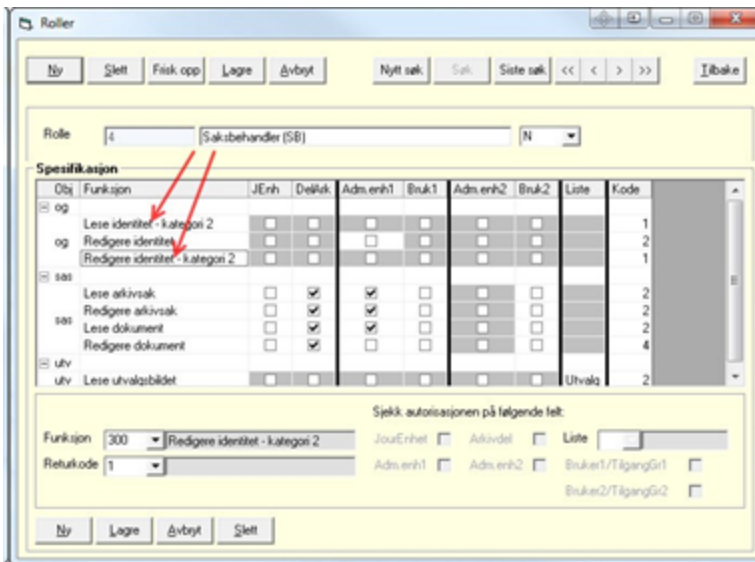 Roller
Ny Slett Frisk opp Lagre Avbryt Nytt søk Søk Siste søk << < > >> Tilbake
Rolle 4 Saksbehandler (SB) N
Spesifikasjon
Obj Funksjon JEnh DelArk Adm.enh1 Bruk1 Adm.enh2 Bruk2 Liste Kode
og
Lese identitet - kategori 2 1
og Redigere identitet 2
Redigere identitet - kategori 2 1
sas
Lese arkivsak 2
Redigere arkivsak 2
sas
Lese dokument 2
Redigere dokument 4
utv
utv Lese utvalgsbildet Utvalg 2
Sjekk autorisasjonen på følgende felt:
Funksjon 300 Redigere identitet - kategori 2 JourEnhet Arkivdel Liste
Returkode 1 Adm.enh1 Adm.enh2 Bruker1/TilgangGr1
Bruker2/TilgangGr2
Ny Lagre Avbryt Slett